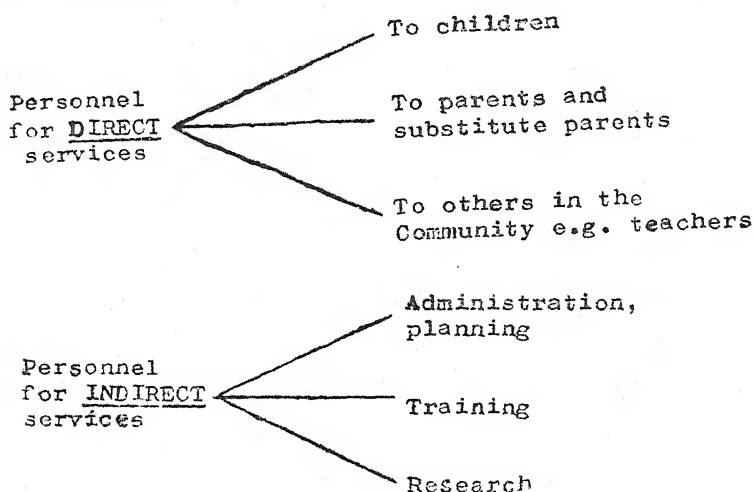 To children
Personnel
for DIRECT
services
To parents and
substitute parents
To others in the
Community e.g. teachers
Personnel
for INDIRECT
services
Administration,
planning
Training
Research